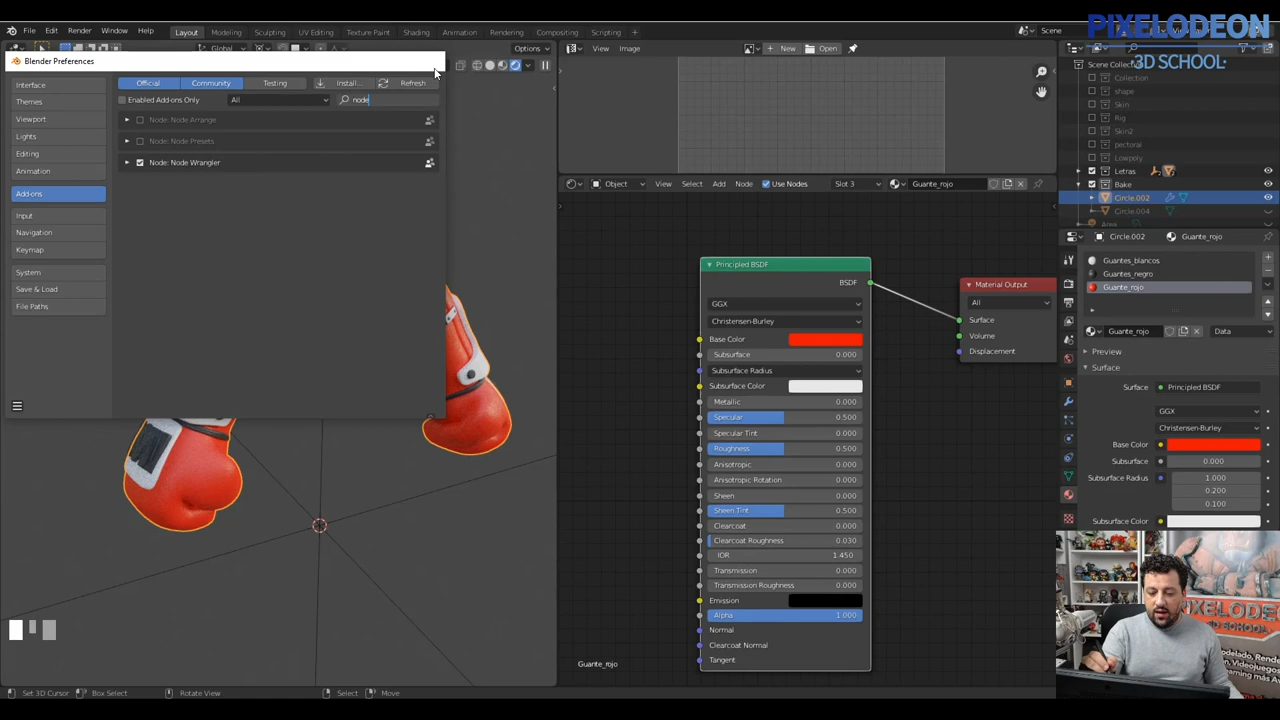 PIXELODEON
3D SCHOOL
File Edit Render Window Help
Layout Modeling Sculpting UV Editing Texture Paint Shading Animation Rendering Compositing Scripting
Scene
Global
Options
View Image
New Open
Blender Preferences
Interface
Themes
Viewport
Lights
Editing
Animation
Add-ons
Input
Navigation
Keymap
System
Save & Load
File Paths
Official Community Testing Install... Refresh
Enabled Add-ons Only All node
Node: Node Arrange
Node: Node Presets
Node: Node Wrangler
Object View Select Add Node Use Nodes Slot 3 Guante_rojo
Principled BSDF
BSDF
GGX
Christensen-Burley
Base Color
Subsurface 0.000
Subsurface Radius
Subsurface Color
Metallic 0.000
Specular 0.500
Specular Tint 0.000
Roughness 0.500
Anisotropic 0.000
Anisotropic Rotation 0.000
Sheen 0.000
Sheen Tint 0.500
Clearcoat 0.000
Clearcoat Roughness 0.030
IOR 1.450
Transmission 0.000
Transmission Roughness 0.000
Emission
Alpha 1.000
Normal
Clearcoat Normal
Tangent
Material Output
All
Surface
Volume
Displacement
Guante_rojo
Scene Collection
Collection
shape
Skin
Rig
Skin2
pectoral
Lowpoly
Letras
Bake
Circle.002
Circle.004
Area
Circle.002 Guante_rojo
Guantes_blancos
Guantes_negro
Guante_rojo
Guante_rojo Data
Preview
Surface
Surface Principled BSDF
GGX
Christensen-Burley
Base Color
Subsurface 0.000
Subsurface Radius 1.000
0.200
0.100
Subsurface Color
Set 3D Cursor Box Select Rotate View Select Move